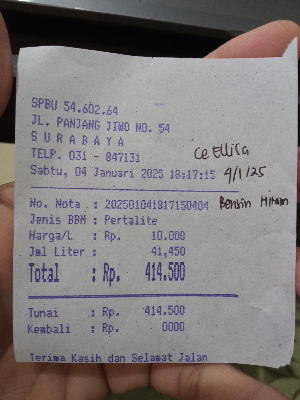 SPBU 54.602.64
JL. PANJANG JIWO NO. 54
S U R A B A Y A
TELP. 031 - 847131
Ce Ellisa
Sabtu, 04 Januari 2025 18:17:15
4/1/25
No. Nota : 202501041817150404
Bensin Hitam
Jenis BBM : Pertalite
Harga/L : Rp. 10.000
Jml Liter : 41,450
Total : Rp. 414.500
Tunai : Rp. 414.500
Kembali : Rp. 0000
Terima Kasih dan Selamat Jalan